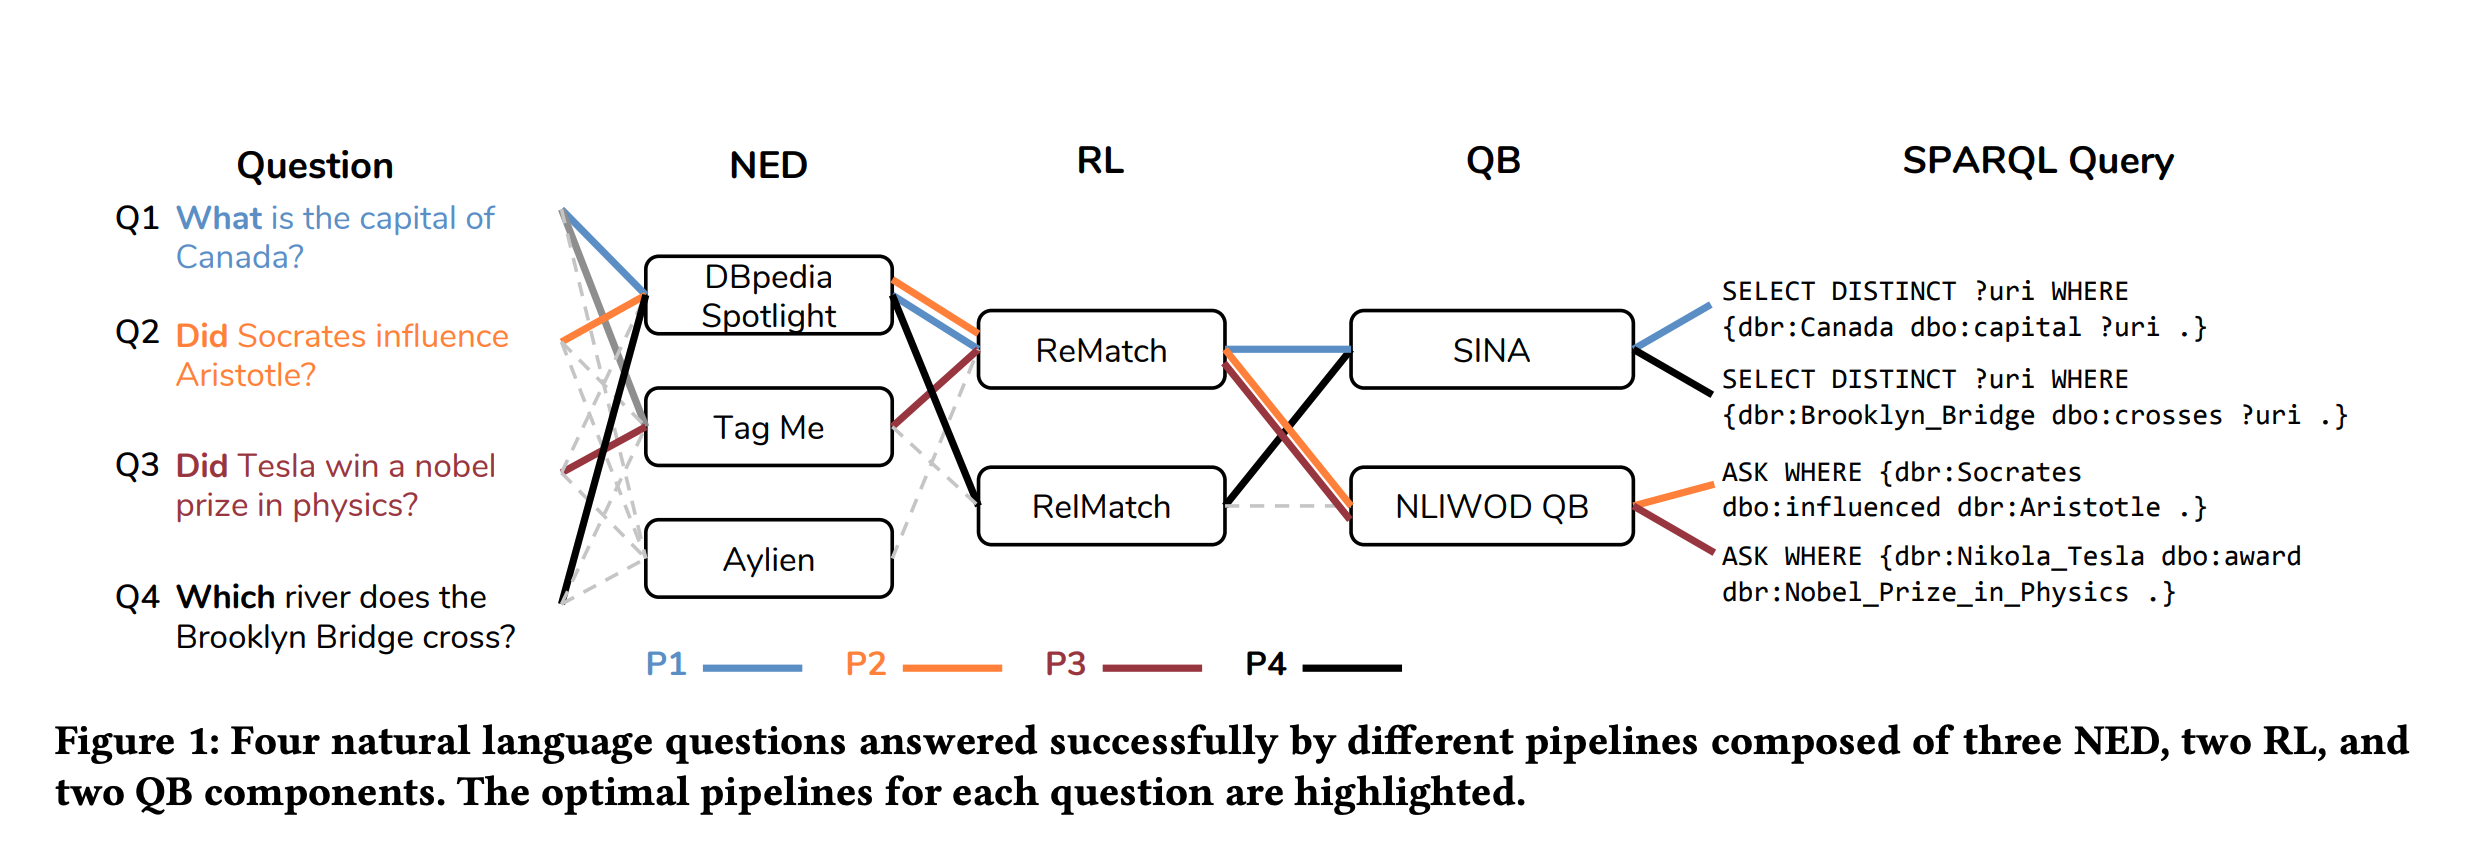 Question
NED
RL
QB
SPARQL Query
Q1 What is the capital of
Canada?
Q2 Did Socrates influence
Aristotle?
Q3 Did Tesla win a nobel
prize in physics?
Q4 Which river does the
Brooklyn Bridge cross?
DBpedia
Spotlight
Tag Me
Aylien
ReMatch
RelMatch
SINA
NLIWOD QB
SELECT DISTINCT ?uri WHERE
{dbr:Canada dbo:capital ?uri .}
SELECT DISTINCT ?uri WHERE
{dbr:Brooklyn_Bridge dbo:crosses ?uri .}
ASK WHERE {dbr:Socrates
dbo:influenced dbr:Aristotle .}
ASK WHERE {dbr:Nikola_Tesla dbo:award
dbr:Nobel_Prize_in_Physics .}
P1
P2
P3
P4
Figure 1: Four natural language questions answered successfully by different pipelines composed of three NED, two RL, and
two QB components. The optimal pipelines for each question are highlighted.